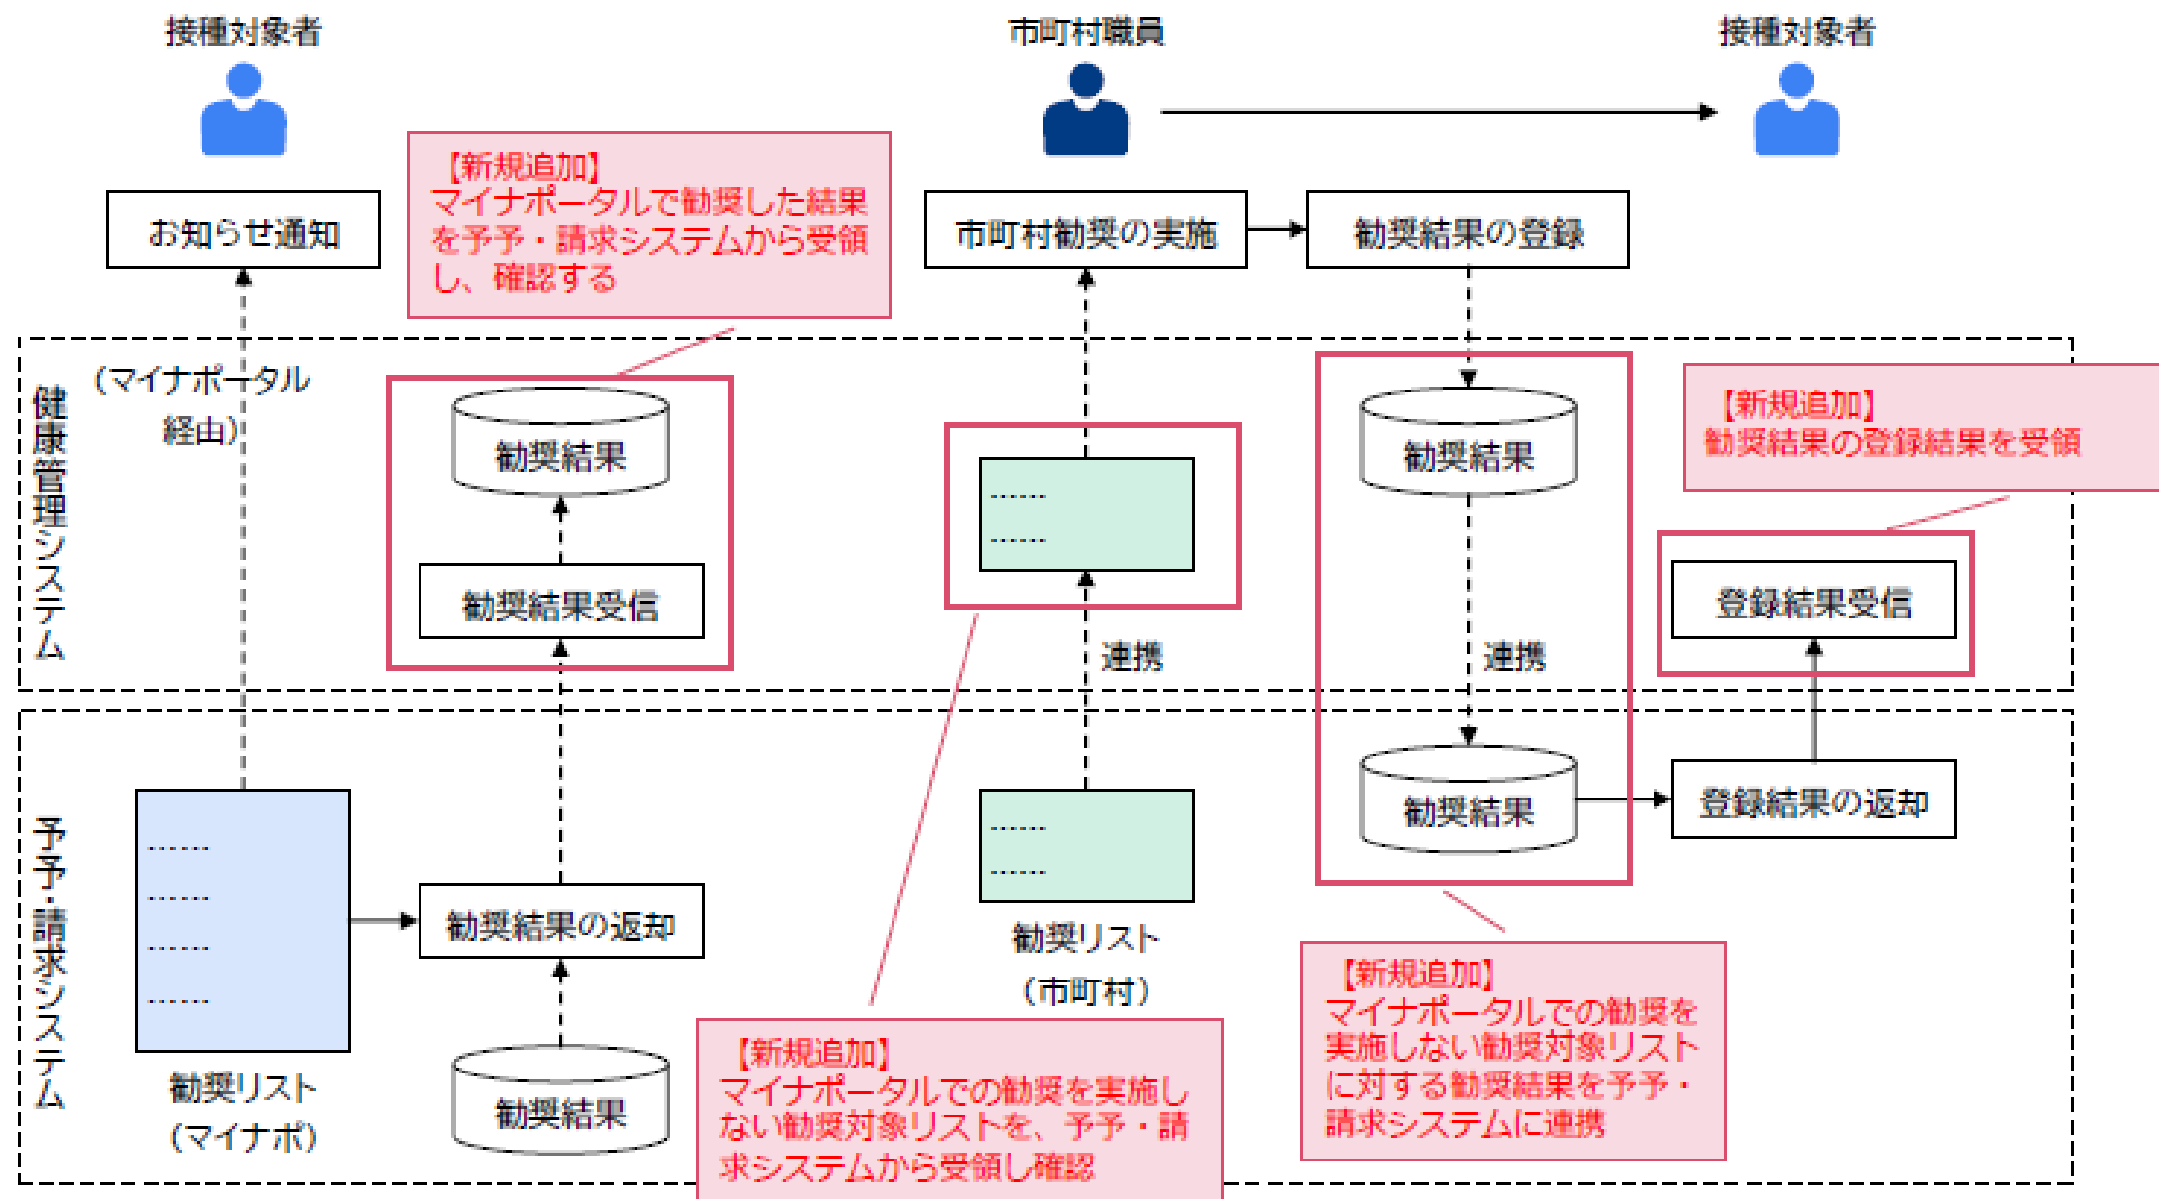 接種対象者
市町村職員
接種対象者
【新規追加】
マイナポータルで勧奨した結果
を予予・請求システムから受領
し、確認する
お知らせ通知
市町村勧奨の実施
勧奨結果の登録
健康管理システム
（マイナポータル
経由）
勧奨結果
勧奨結果受信
連携
勧奨結果
連携
【新規追加】
勧奨結果の登録結果を受領
登録結果受信
予予・請求システム
勧奨リスト
（マイナポ）
勧奨結果の返却
勧奨結果
勧奨リスト
（市町村）
勧奨結果
登録結果の返却
【新規追加】
マイナポータルでの勧奨を実施し
ない勧奨対象リストを、予予・請
求システムから受領し確認
【新規追加】
マイナポータルでの勧奨を
実施しない勧奨対象リスト
に対する勧奨結果を予予・
請求システムに連携